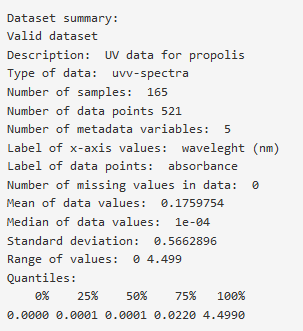 Dataset summary:
Valid dataset
Description:  UV data for propolis
Type of data:  uvv-spectra
Number of samples:  165
Number of data points 521
Number of metadata variables:  5
Label of x-axis values:  waveleght (nm)
Label of data points:  absorbance
Number of missing values in data:  0
Mean of data values:  0.1759754
Median of data values:  1e-04
Standard deviation:  0.5662896
Range of values:  0 4.499
Quantiles:
0%    25%    50%    75%   100%
0.0000 0.0001 0.0001 0.0220 4.4990